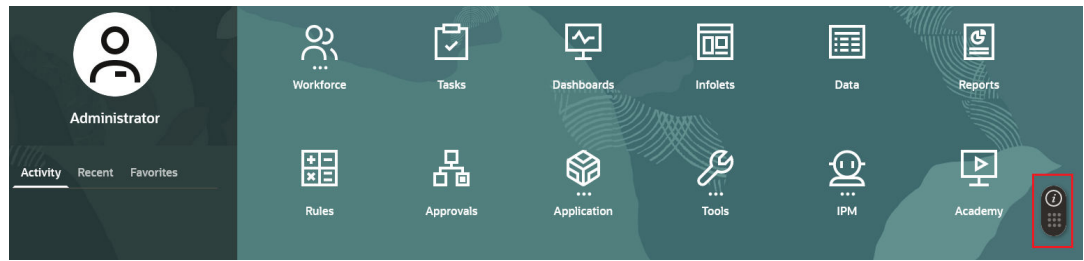 Administrator
Activity Recent Favorites
Workforce Tasks Dashboards Infolets Data Reports
Rules Approvals Application Tools IPM Academy